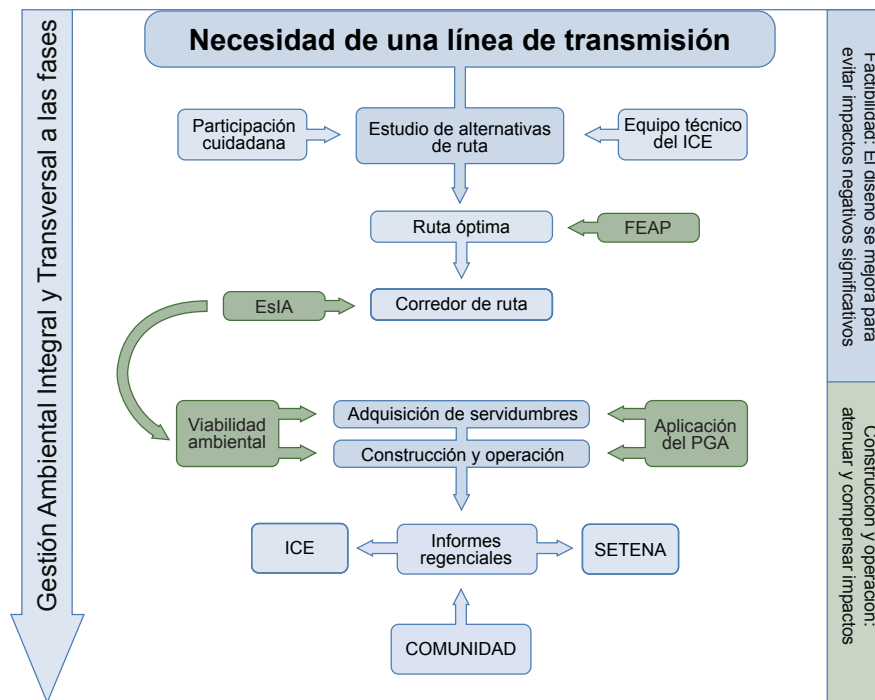 Necesidad de una línea de transmisión
Gestión Ambiental Integral y Transversal a las fases
Participación
cuidadana
Estudio de alternativas
de ruta
Equipo técnico
del ICE
Ruta óptima
FEAP
EsIA
Corredor de ruta
Viabilidad
ambiental
Adquisición de servidumbres
Construcción y operación
Aplicación
del PGA
ICE
Informes
regenciales
SETENA
COMUNIDAD
Factibilidad: El diseno se mejora para
evitar impactos negativos significativos
Construccion y operacion:
atenuar y compensar impactos